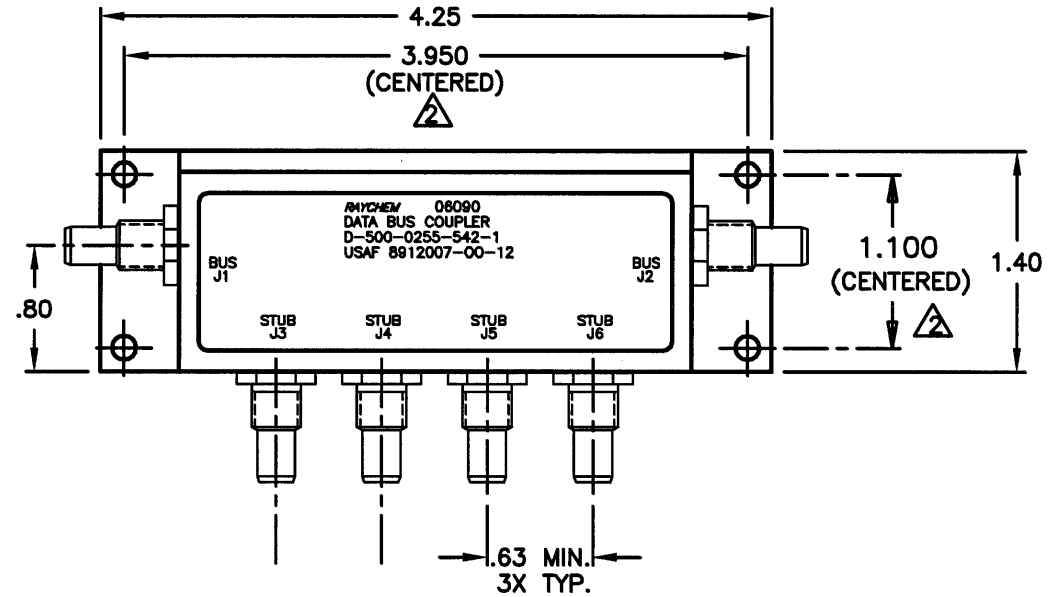 4.25
3.950
(CENTERED)
2
RAYCHEM 06090
DATA BUS COUPLER
D-500-0255-542-1
USAF 8912007-00-12
BUS
J1
BUS
J2
STUB
J3
STUB
J4
STUB
J5
STUB
J6
.80
1.100
(CENTERED)
2
1.40
.63 MIN.
3X TYP.